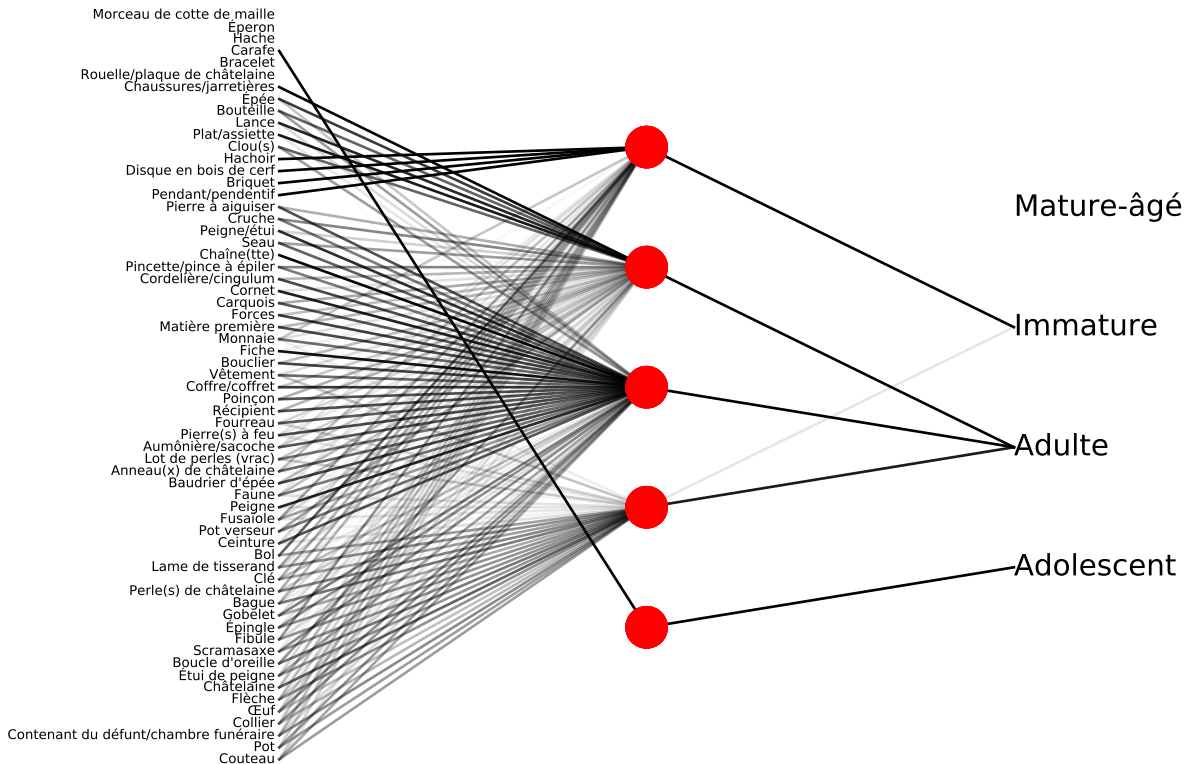 Morceau de cotte de maille
Éperon
Hache
Carafe
Bracelet
Rouelle/plaque de châtelaine
Chaussures/jarretières
Épée
Bouteille
Lance
Plat/assiette
Clou(s)
Hachoir
Disque en bois de cerf
Briquet
Pendant/pendentif
Pierre à aiguiser
Cruche
Peigne/étui
Seau
Chaîne(tte)
Pincette/pince à épiler
Cordelière/cingulum
Cornet
Carquois
Forces
Matière première
Monnaie
Fiche
Bouclier
Vêtement
Coffre/coffret
Poinçon
Récipient
Fourreau
Pierre(s) à feu
Aumônière/sacoche
Lot de perles (vrac)
Anneau(x) de châtelaine
Baudrier d'épée
Faune
Peigne
Fusaïole
Pot verseur
Ceinture
Bol
Lame de tisserand
Clé
Perle(s) de châtelaine
Bague
Gobelet
Épingle
Fibule
Scramasaxe
Boucle d'oreille
Étui de peigne
Châtelaine
Flèche
Œuf
Collier
Contenant du défunt/chambre funéraire
Pot
Couteau
Mature-âgé
Immature
Adulte
Adolescent